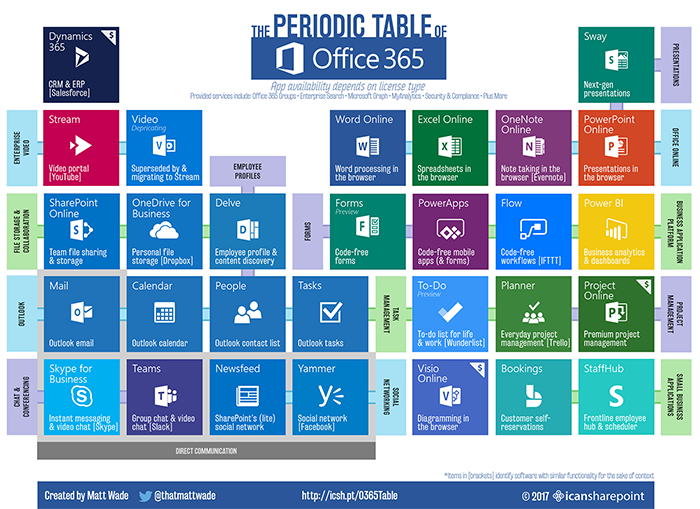 THE PERIODIC TABLE OF
Office 365
App availability depends on license type
Provided services include: Office 365 Groups • Enterprise Search • Microsoft Graph • MyAnalytics • Security & Compliance • Plus More
Dynamics
365
$
CRM & ERP
[Salesforce]
Sway
Next-gen
presentations
PRESENTATIONS
ENTERPRISE
VIDEO
Stream
Video portal
[YouTube]
Video
Depricating
Superseded by &
migrating to Stream
EMPLOYEE
PROFILES
Word Online
Word processing in
the browser
Excel Online
Spreadsheets in
the browser
OneNote
Online
Note taking in the
browser [Evernote]
PowerPoint
Online
Presentations in the
browser
OFFICE ONLINE
FILE STORAGE &
COLLABORATION
SharePoint
Online
Team file sharing
& storage
OneDrive for
Business
Personal file
storage [Dropbox]
Delve
Employee profile &
content discovery
FORMS
Forms
Preview
Code-free
forms
PowerApps
Code-free mobile
apps (& forms)
Flow
Code-free
workflows [IFTTT]
Power BI
Business analytics
& dashboards
BUSINESS APPLICATION
PLATFORM
OUTLOOK
Mail
Outlook email
Calendar
Outlook calendar
People
Outlook contact list
Tasks
Outlook tasks
TASK
MANAGEMENT
To-Do
Preview
To-do list for life
& work [Wunderlist]
Planner
Everyday project
management [Trello]
Project
Online
$
Premium project
management
PROJECT
MANAGEMENT
CHAT &
CONFERENCING
Skype for
Business
Instant messaging
& video chat [Skype]
Teams
Group chat & video
chat [Slack]
Newsfeed
SharePoint's (lite)
social network
Yammer
Social network
[Facebook]
SOCIAL
NETWORKING
Visio
Online
$
Diagramming in
the browser
Bookings
Customer self-
reservations
StaffHub
Frontline employee
hub & scheduler
SMALL BUSINESS
APPLICATIONS
DIRECT COMMUNICATION
*Items in [brackets] identify software with similar functionality for the sake of context
Created by Matt Wade
@thatmattwade
http://icsh.pt/O365Table
© 2017 icansharepoint